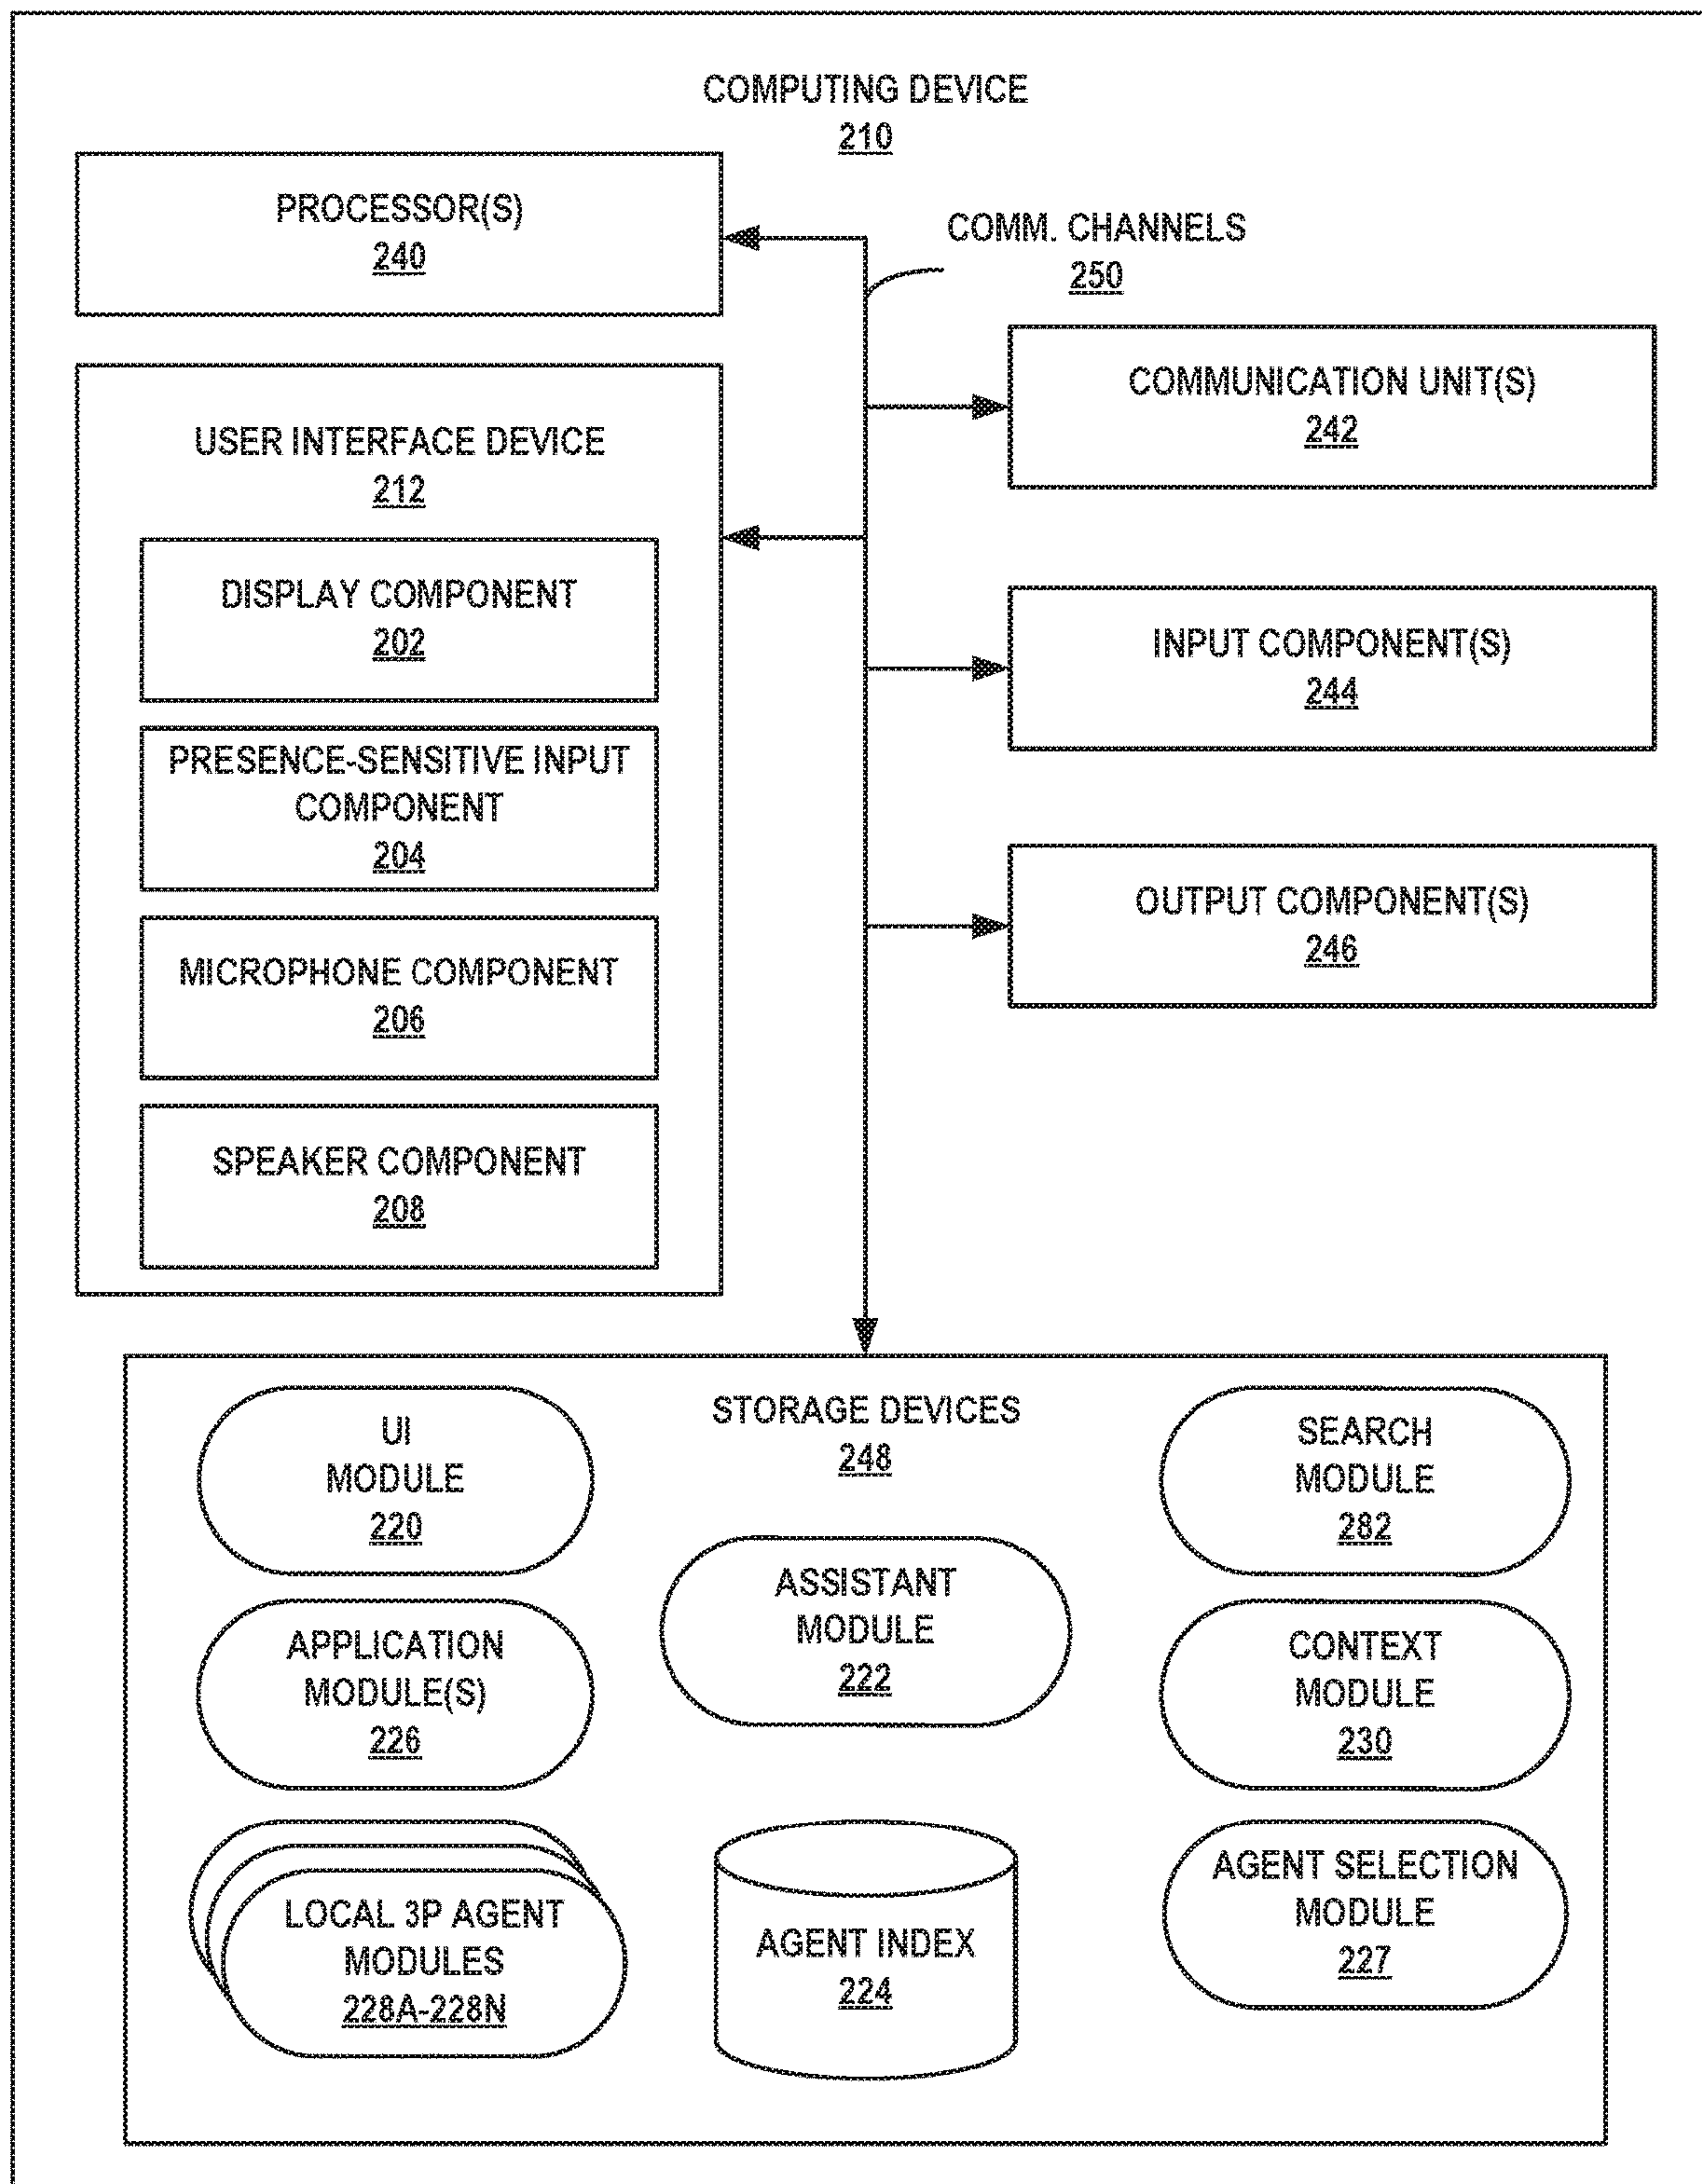 COMPUTING DEVICE
210
PROCESSOR(S)
240
COMM. CHANNELS
250
COMMUNICATION UNIT(S)
242
USER INTERFACE DEVICE
212
DISPLAY COMPONENT
202
INPUT COMPONENT(S)
244
PRESENCE-SENSITIVE INPUT
COMPONENT
204
OUTPUT COMPONENT(S)
246
MICROPHONE COMPONENT
206
SPEAKER COMPONENT
208
STORAGE DEVICES
248
UI
MODULE
220
SEARCH
MODULE
282
ASSISTANT
MODULE
222
APPLICATION
MODULE(S)
226
CONTEXT
MODULE
230
LOCAL 3P AGENT
MODULES
228A-228N
AGENT INDEX
224
AGENT SELECTION
MODULE
227